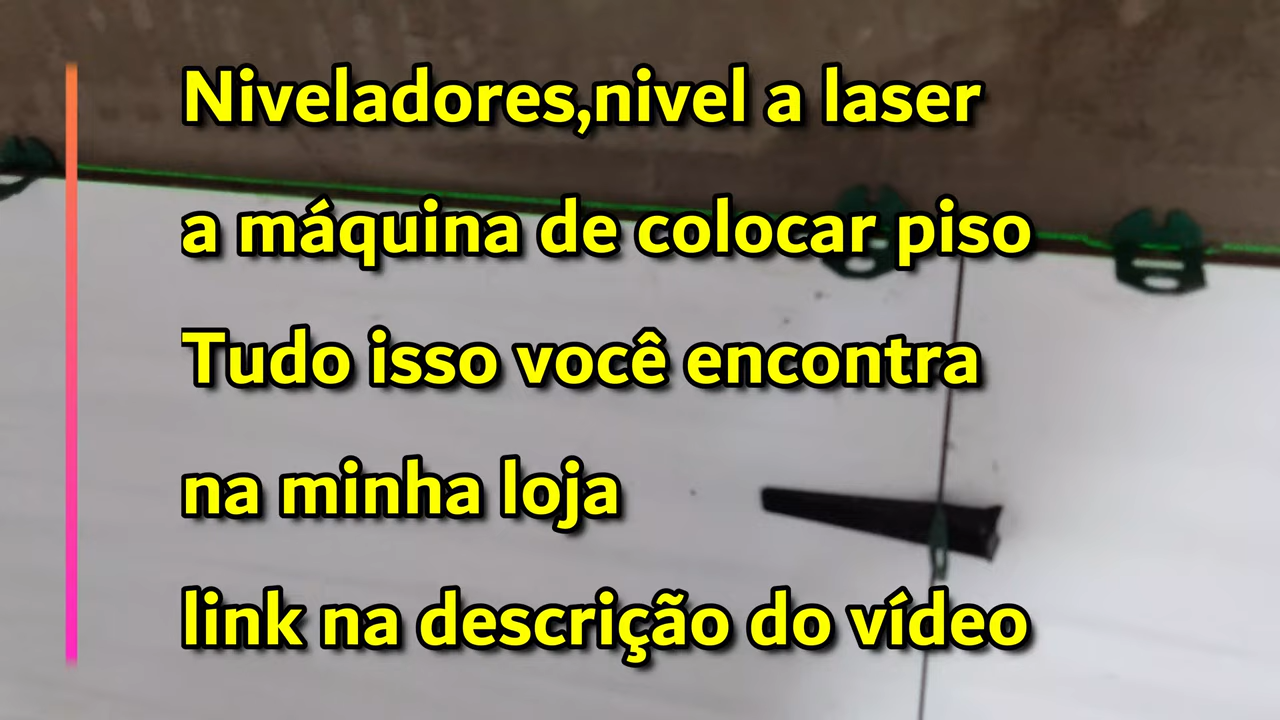 Niveladores,nivel a laser
a máquina de colocar piso
Tudo isso você encontra
na minha loja
link na descrição do vídeo